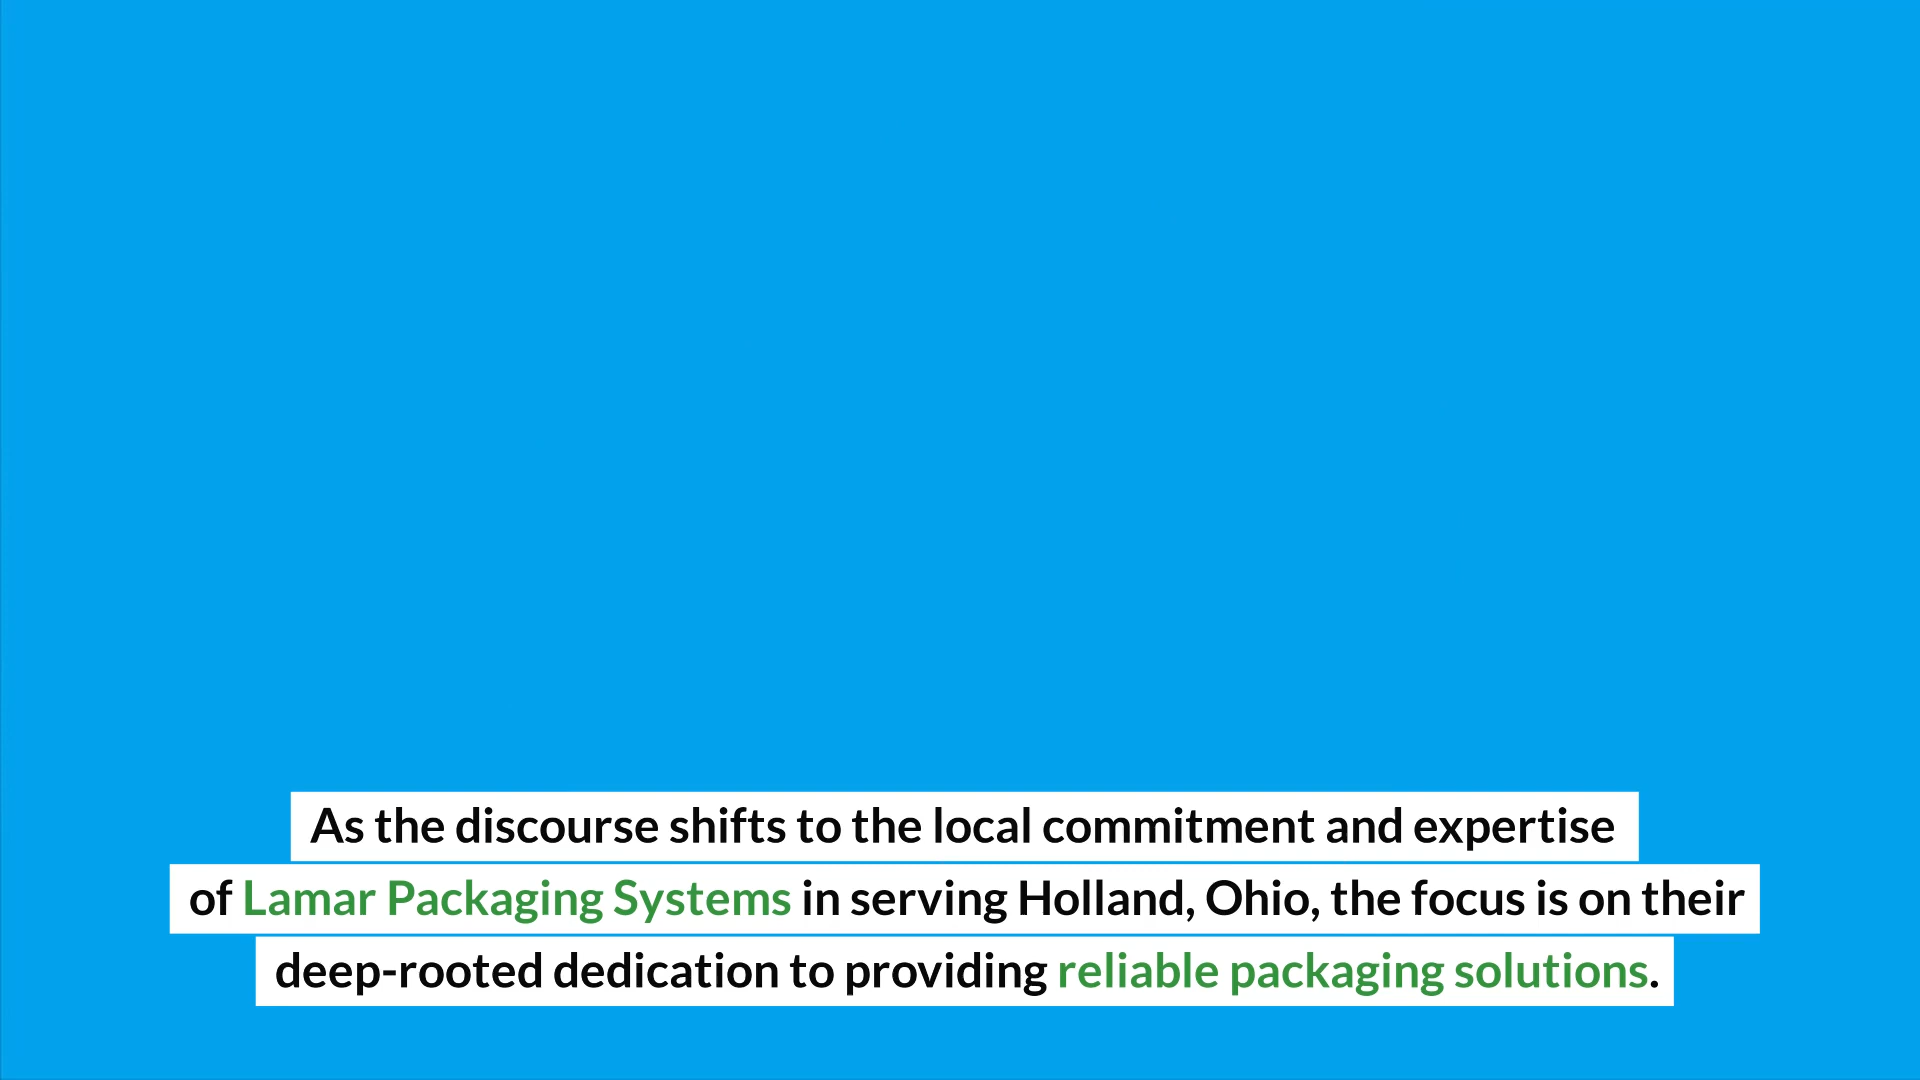 As the discourse shifts to the local commitment and expertise
of Lamar Packaging Systems in serving Holland, Ohio, the focus is on their
deep-rooted dedication to providing reliable packaging solutions.